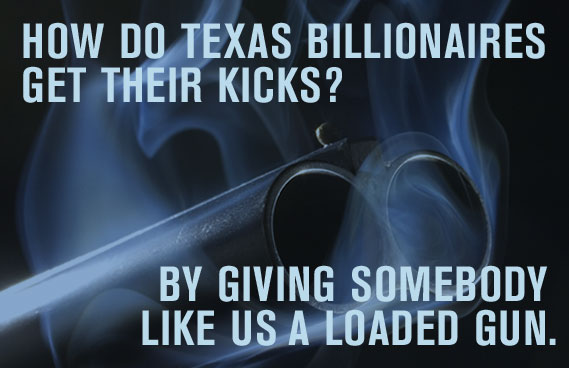 HOW DO TEXAS BILLIONAIRES
GET THEIR KICKS?
BY GIVING SOMEBODY
LIKE US A LOADED GUN.